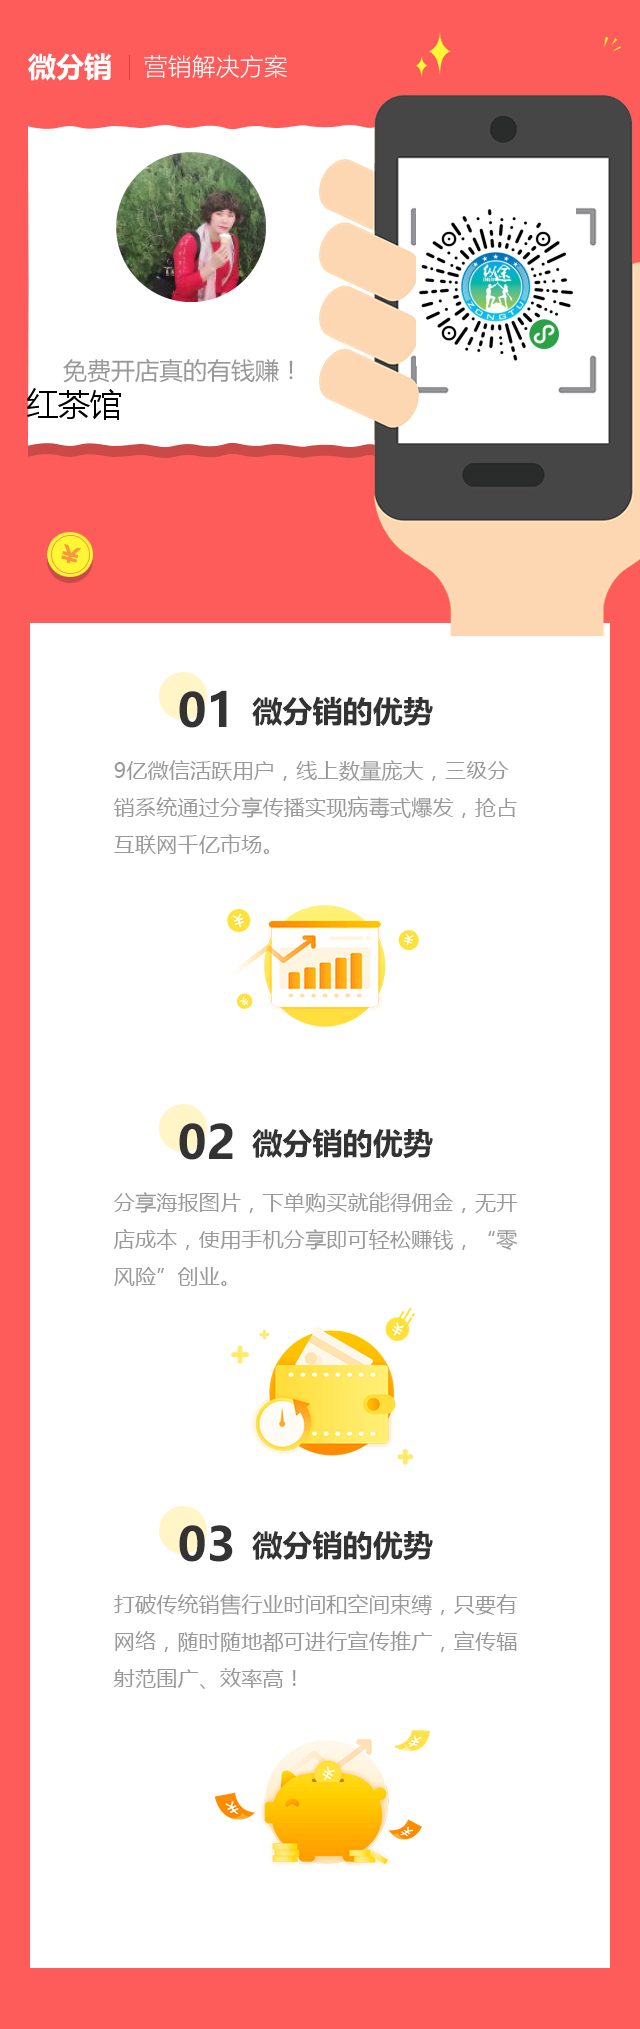 微分销
营销解决方案
免费开店真的有钱赚！
红茶馆
纵途
ZONGTU
01 微分销的优势
9亿微信活跃用户，线上数量庞大，三级分
销系统通过分享传播实现病毒式爆发，抢占
互联网千亿市场。
02 微分销的优势
分享海报图片，下单购买就能得佣金，无开
店成本，使用手机分享即可轻松赚钱，“零
风险”创业。
03 微分销的优势
打破传统销售行业时间和空间束缚，只要有
网络，随时随地都可进行宣传推广，宣传辐
射范围广、效率高！